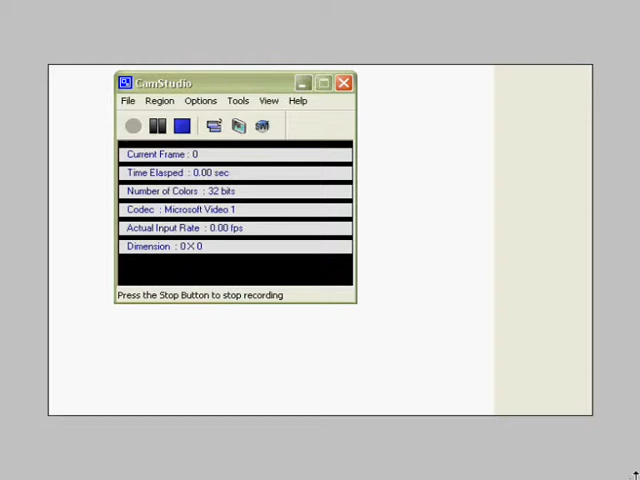 CamStudio
File Region Options Tools View Help
SWF
Current Frame : 0
Time Elasped : 0.00 sec
Number of Colors : 32 bits
Codec : Microsoft Video 1
Actual Input Rate : 0.00 fps
Dimension : 0 X 0
Press the Stop Button to stop recording